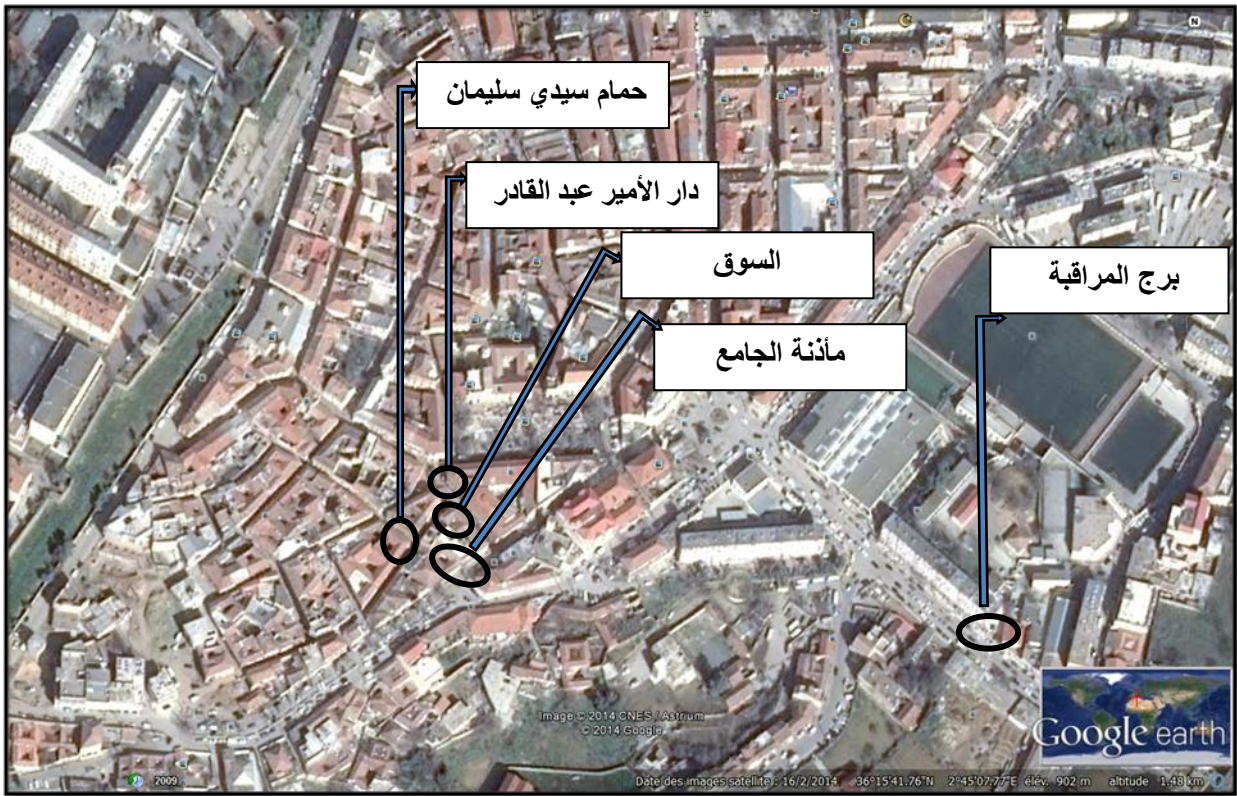 N
حمام سيدي سليمان
دار الأمير عبد القادر
السوق
برج المراقبة
مأذنة الجامع
Image © 2014 CNES / Astrium
© 2014 Google
Google earth
2009
Date des images satellite : 16/2/2014 36°15'41.76"N 2°45'07.77"E élév. 902 m altitude 1.48 km